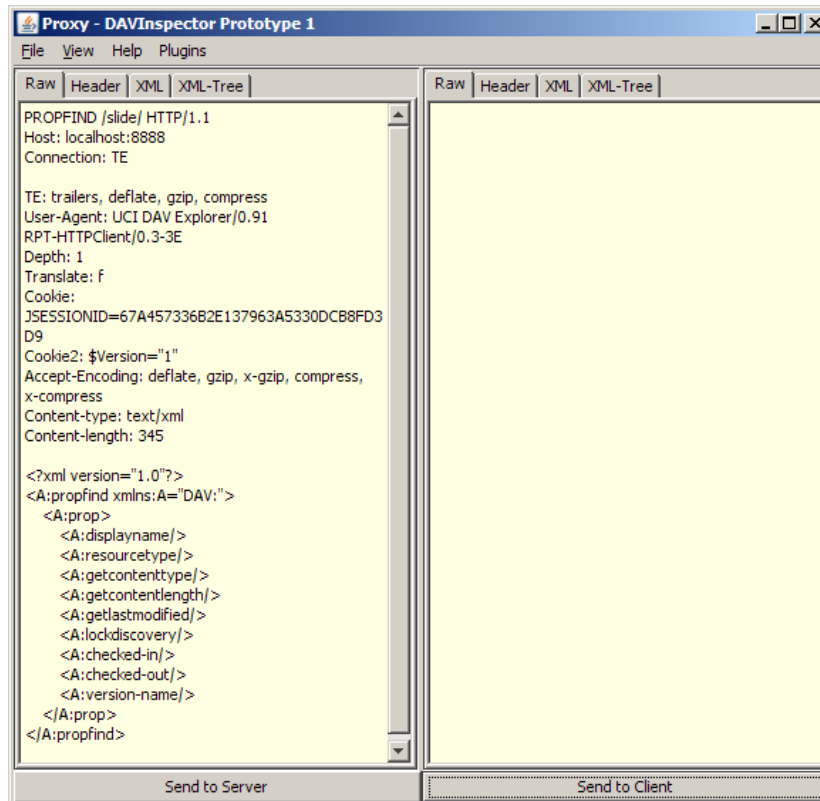 Proxy - DAVInspector Prototype 1
File View Help Plugins
Raw Header XML XML-Tree
PROPFIND /slide/ HTTP/1.1
Host: localhost:8888
Connection: TE
TE: trailers, deflate, gzip, compress
User-Agent: UCI DAV Explorer/0.91
RPT-HTTPClient/0.3-3E
Depth: 1
Translate: f
Cookie:
JSESSIONID=67A457336B2E137963A5330DCB8FD3
D9
Cookie2: $Version="1"
Accept-Encoding: deflate, gzip, x-gzip, compress,
x-compress
Content-type: text/xml
Content-length: 345
<?xml version="1.0"?>
<A:propfind xmlns:A="DAV:">
<A:prop>
<A:displayname/>
<A:resourcetype/>
<A:getcontenttype/>
<A:getcontentlength/>
<A:getlastmodified/>
<A:lockdiscovery/>
<A:checked-in/>
<A:checked-out/>
<A:version-name/>
</A:prop>
</A:propfind>
Send to Server
Raw Header XML XML-Tree
Send to Client